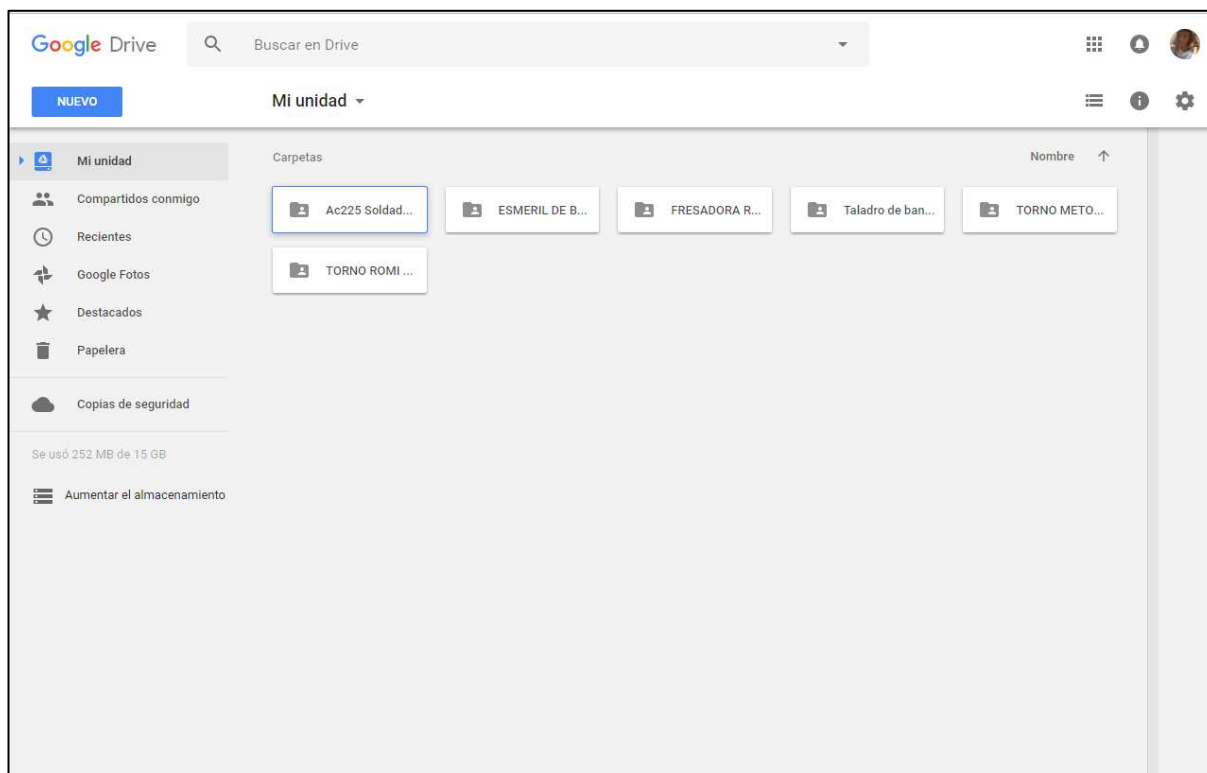 Google Drive
Buscar en Drive
NUEVO
Mi unidad
Mi unidad
Compartidos conmigo
Recientes
Google Fotos
Destacados
Papelera
Copias de seguridad
Se usó 252 MB de 15 GB
Aumentar el almacenamiento
Carpetas
Nombre
Ac225 Soldad...
ESMERIL DE B...
FRESADORA R...
Taladro de ban...
TORNO METO...
TORNO ROMI ...